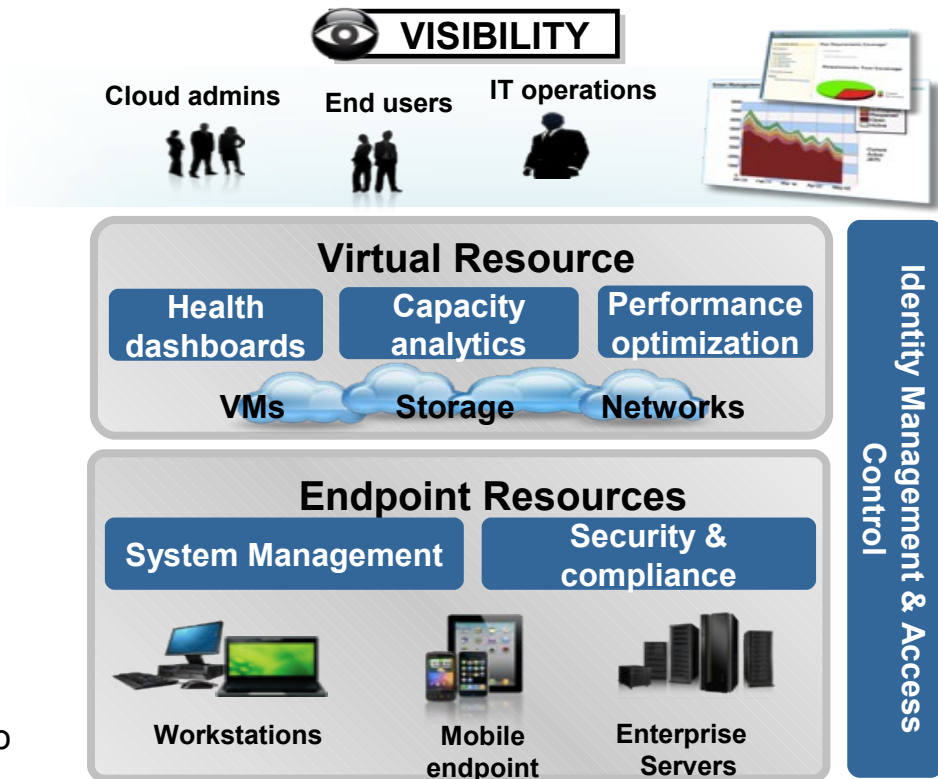 VISIBILITY
Cloud admins
End users
IT operations
Virtual Resource
Health
dashboards
Capacity
analytics
Performance
optimization
VMs
Storage
Networks
Endpoint Resources
System Management
Security &
compliance
Workstations
Mobile
endpoint
Enterprise
Servers
Identity Management & Access
Control